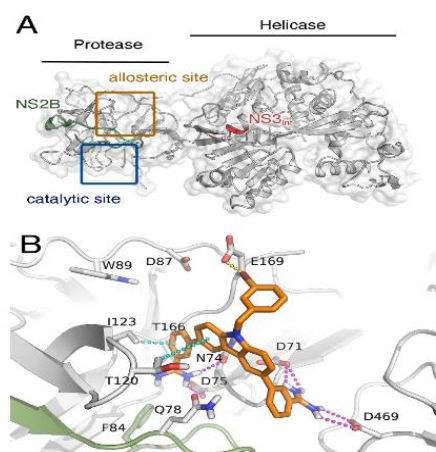 A
Protease
Helicase
allosteric site
NS2B
NS3int
catalytic site
B
W89
D87
E169
I123
T166
N74
D71
T120
D75
Q78
F84
D469